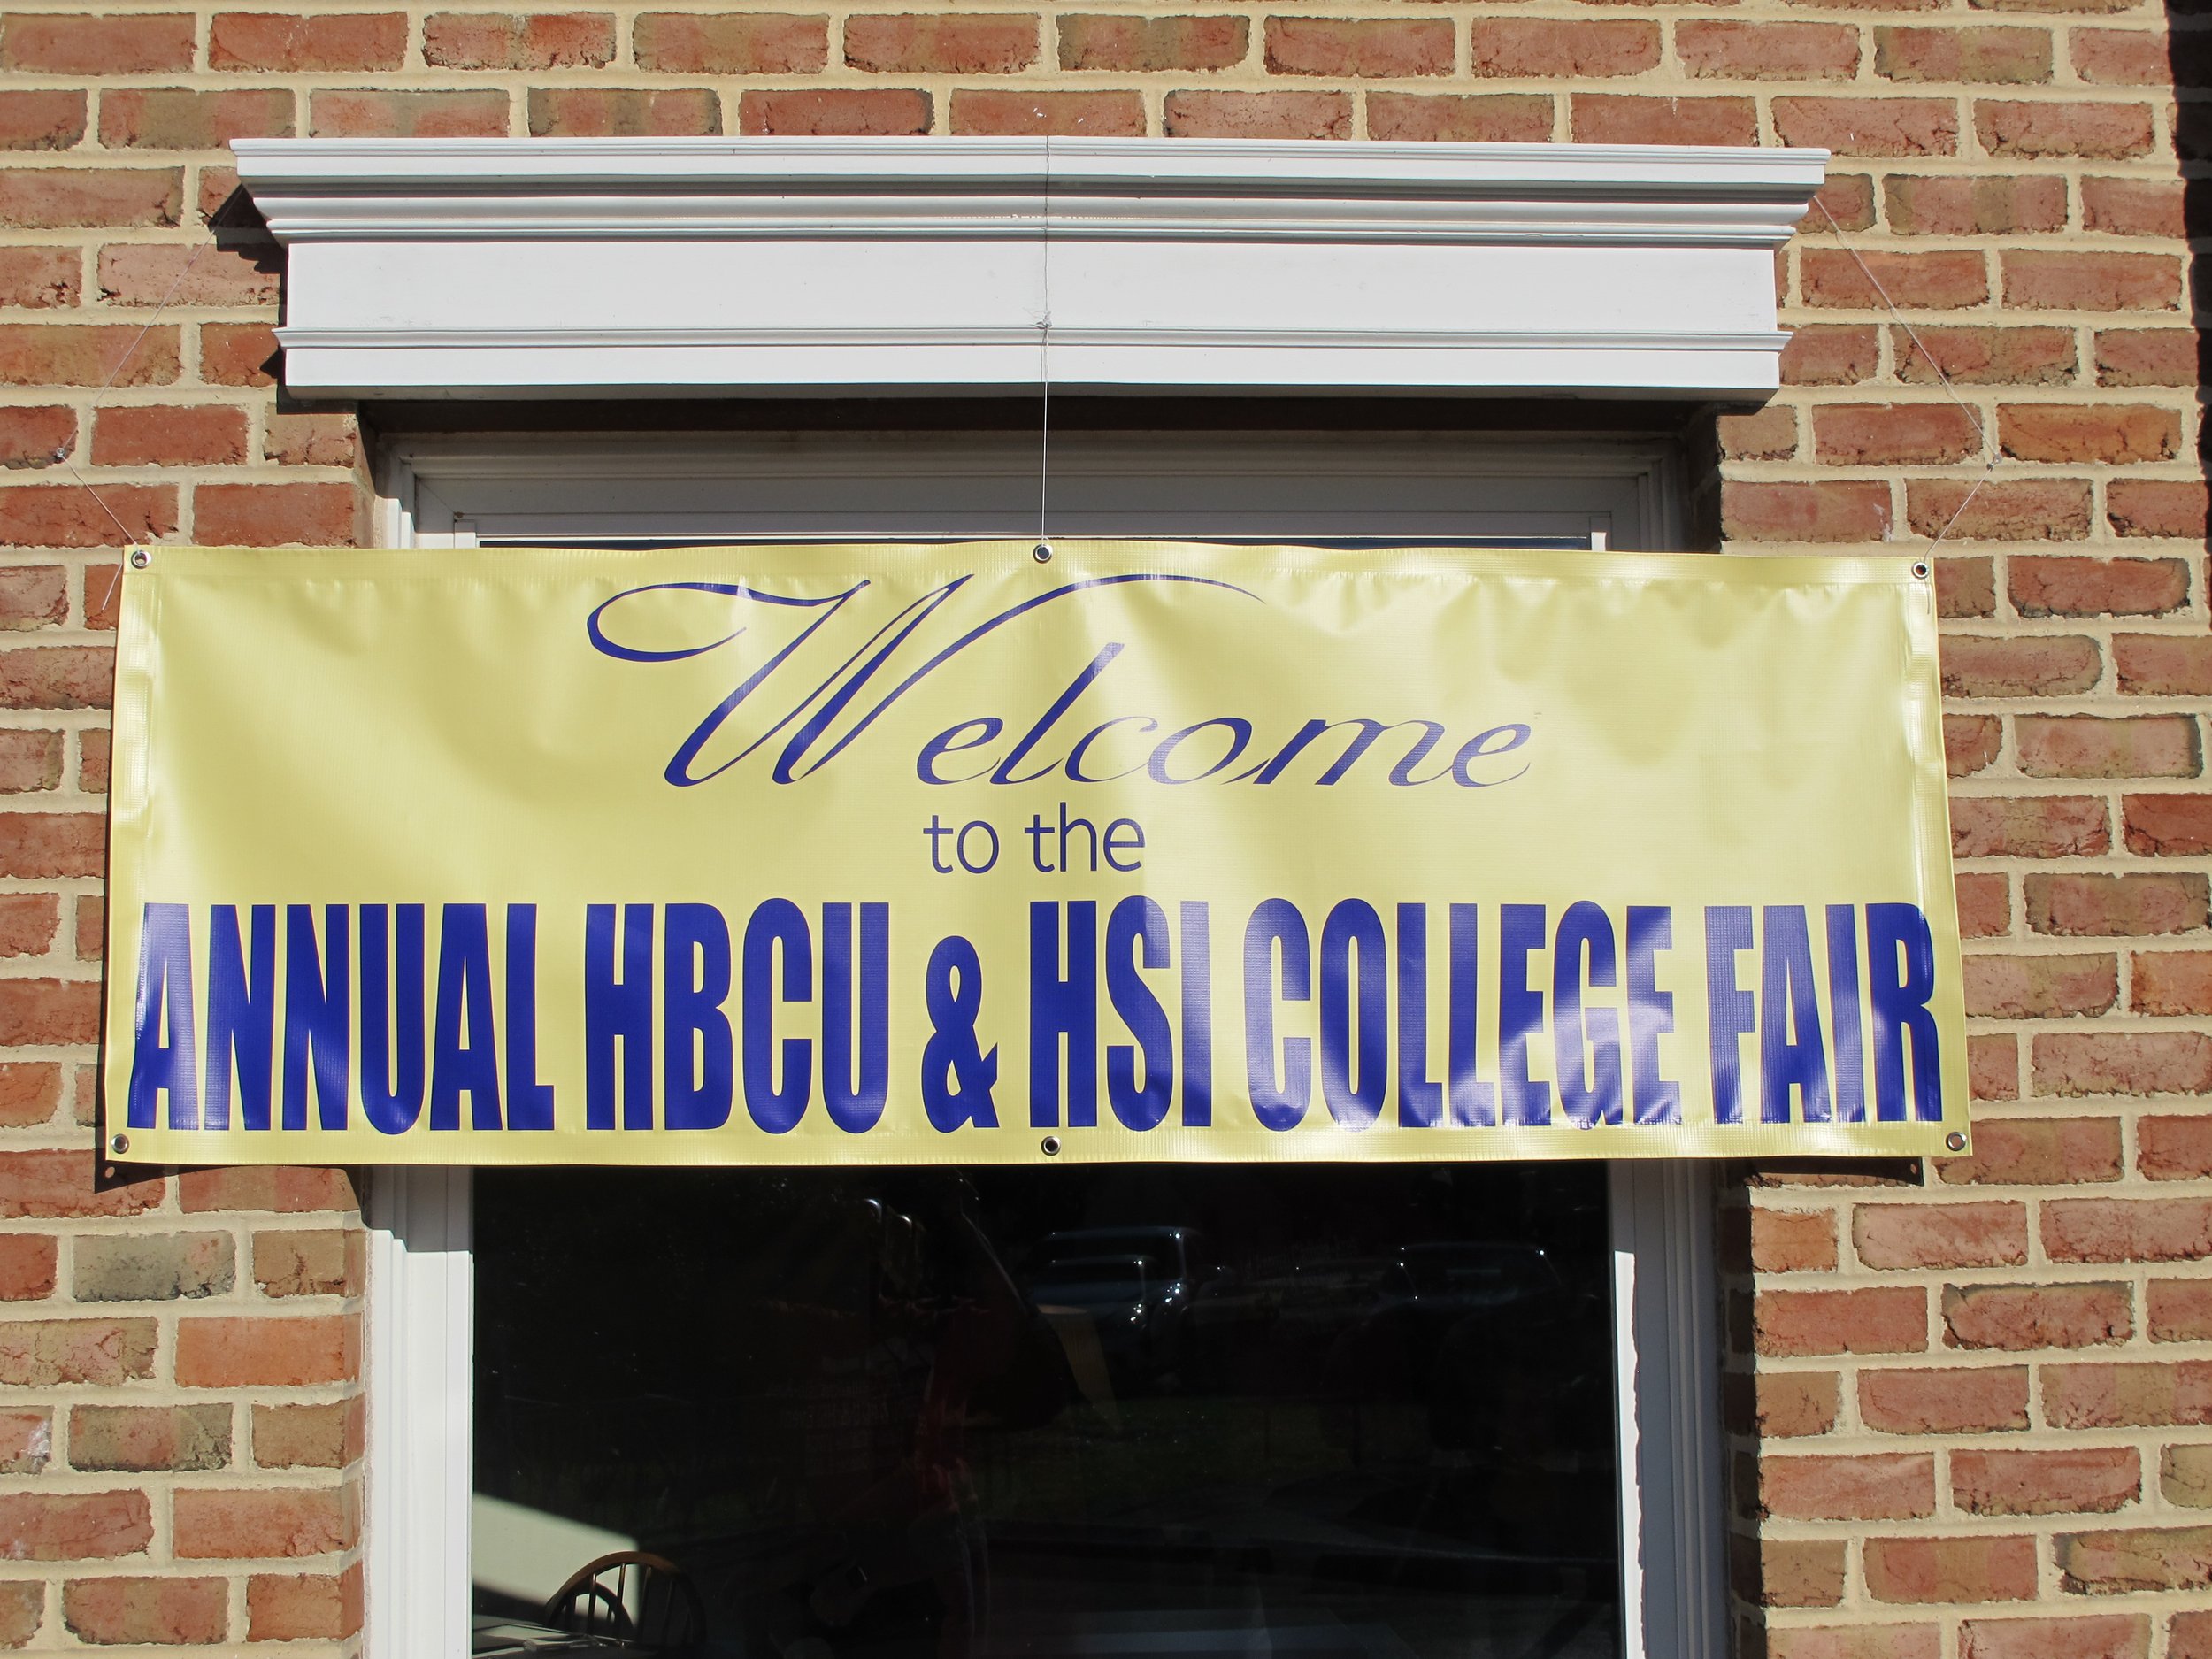 Welcome
to the
ANNUAL HBCU & HSI COLLEGE FAIR